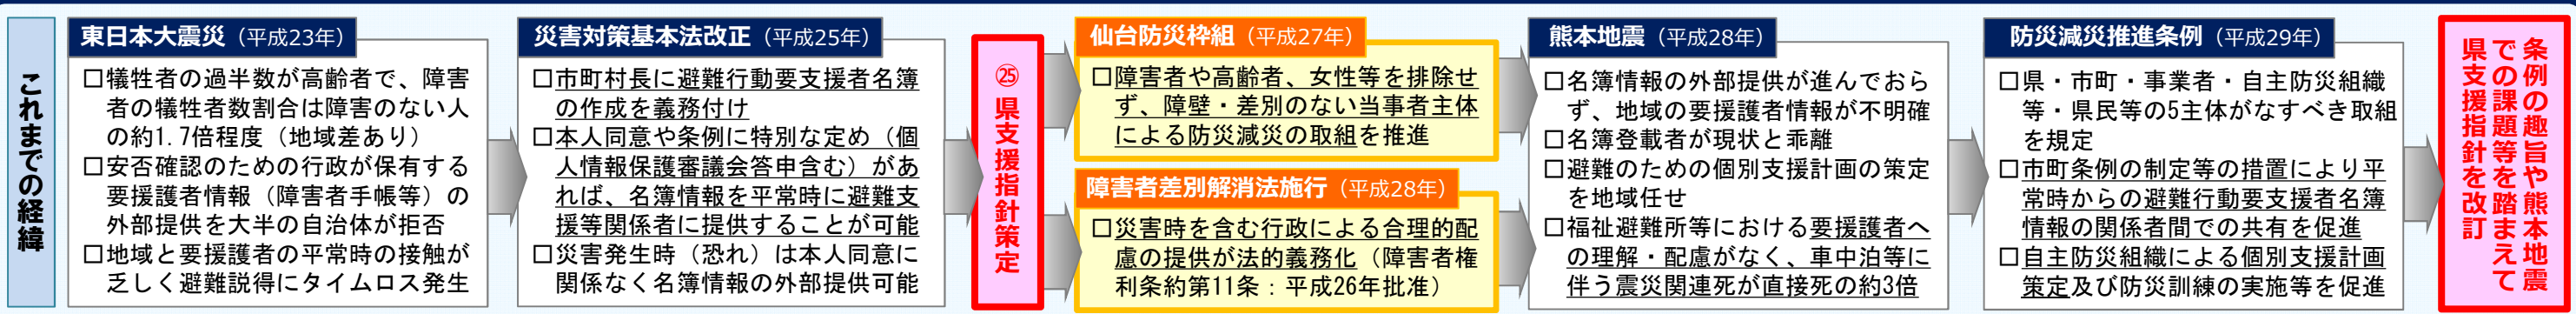 これまでの経緯
東日本大震災（平成23年）
□犠牲者の過半数が高齢者で、障害
者の犠牲者数割合は障害のない人
の約1.7倍程度（地域差あり）
□安否確認のための行政が保有する
要援護者情報（障害者手帳等）の
外部提供を大半の自治体が拒否
□地域と要援護者の平常時の接触が
乏しく避難説得にタイムロス発生
災害対策基本法改正（平成25年）
□市町村長に避難行動要支援者名簿
の作成を義務付け
□本人同意や条例に特別な定め（個
人情報保護審議会答申含む）があ
れば、名簿情報を平常時に避難支
援等関係者に提供することが可能
□災害発生時（恐れ）は本人同意に
関係なく名簿情報の外部提供可能
㉕県支援指針策定
仙台防災枠組（平成27年）
□障害者や高齢者、女性等を排除せ
ず、障壁・差別のない当事者主体
による防災減災の取組を推進
障害者差別解消法施行（平成28年）
□災害時を含む行政による合理的配
慮の提供が法的義務化（障害者権
利条約第11条：平成26年批准）
熊本地震（平成28年）
□名簿情報の外部提供が進んでおら
ず、地域の要援護者情報が不明確
□名簿登載者が現状と乖離
□避難のための個別支援計画の策定
を地域任せ
□福祉避難所等における要援護者へ
の理解・配慮がなく、車中泊等に
伴う震災関連死が直接死の約3倍
防災減災推進条例（平成29年）
□県・市町・事業者・自主防災組織
等・県民等の5主体がなすべき取組
を規定
□市町条例の制定等の措置により平
常時からの避難行動要支援者名簿
情報の関係者間での共有を促進
□自主防災組織による個別支援計画
策定及び防災訓練の実施等を促進
条例の趣旨や熊本地震
での課題等を踏まえて
県支援指針を改訂